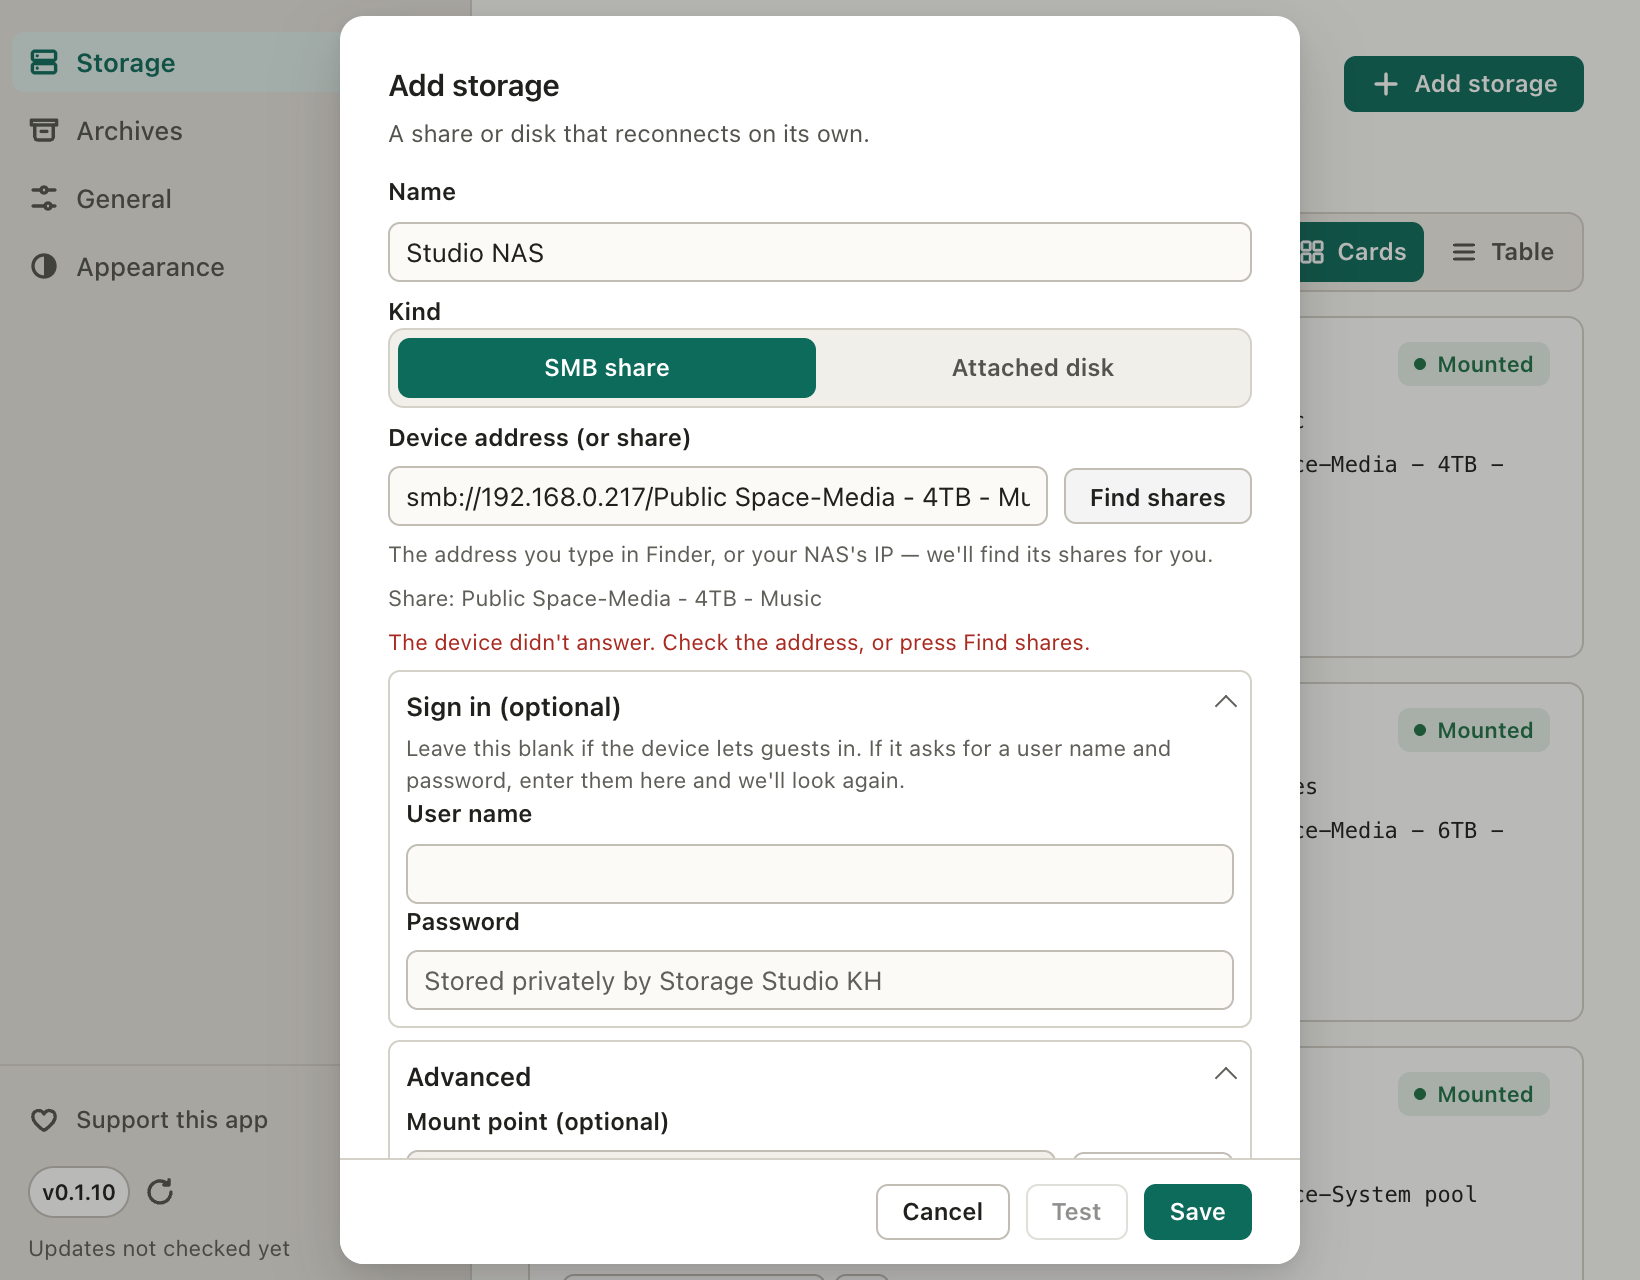 Storage
Archives
General
Appearance
Support this app
v0.1.10
Updates not checked yet
Add storage
A share or disk that reconnects on its own.
Name
Studio NAS
Kind
SMB share
Attached disk
Device address (or share)
smb://192.168.0.217/Public Space-Media - 4TB - Mu
Find shares
The address you type in Finder, or your NAS's IP — we'll find its shares for you.
Share: Public Space-Media - 4TB - Music
The device didn't answer. Check the address, or press Find shares.
Sign in (optional)
Leave this blank if the device lets guests in. If it asks for a user name and
password, enter them here and we'll look again.
User name
Password
Stored privately by Storage Studio KH
Advanced
Mount point (optional)
Cancel
Test
Save
Add storage
Cards
Table
Mounted
ce-Media - 4TB -
Mounted
es
ce-Media - 6TB -
Mounted
ce-System pool